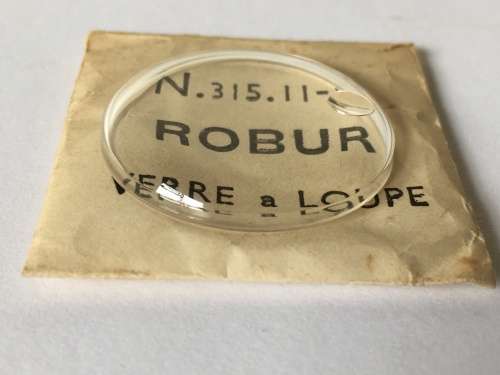 N.315.11-
ROBUR
VERRE a LOUPE